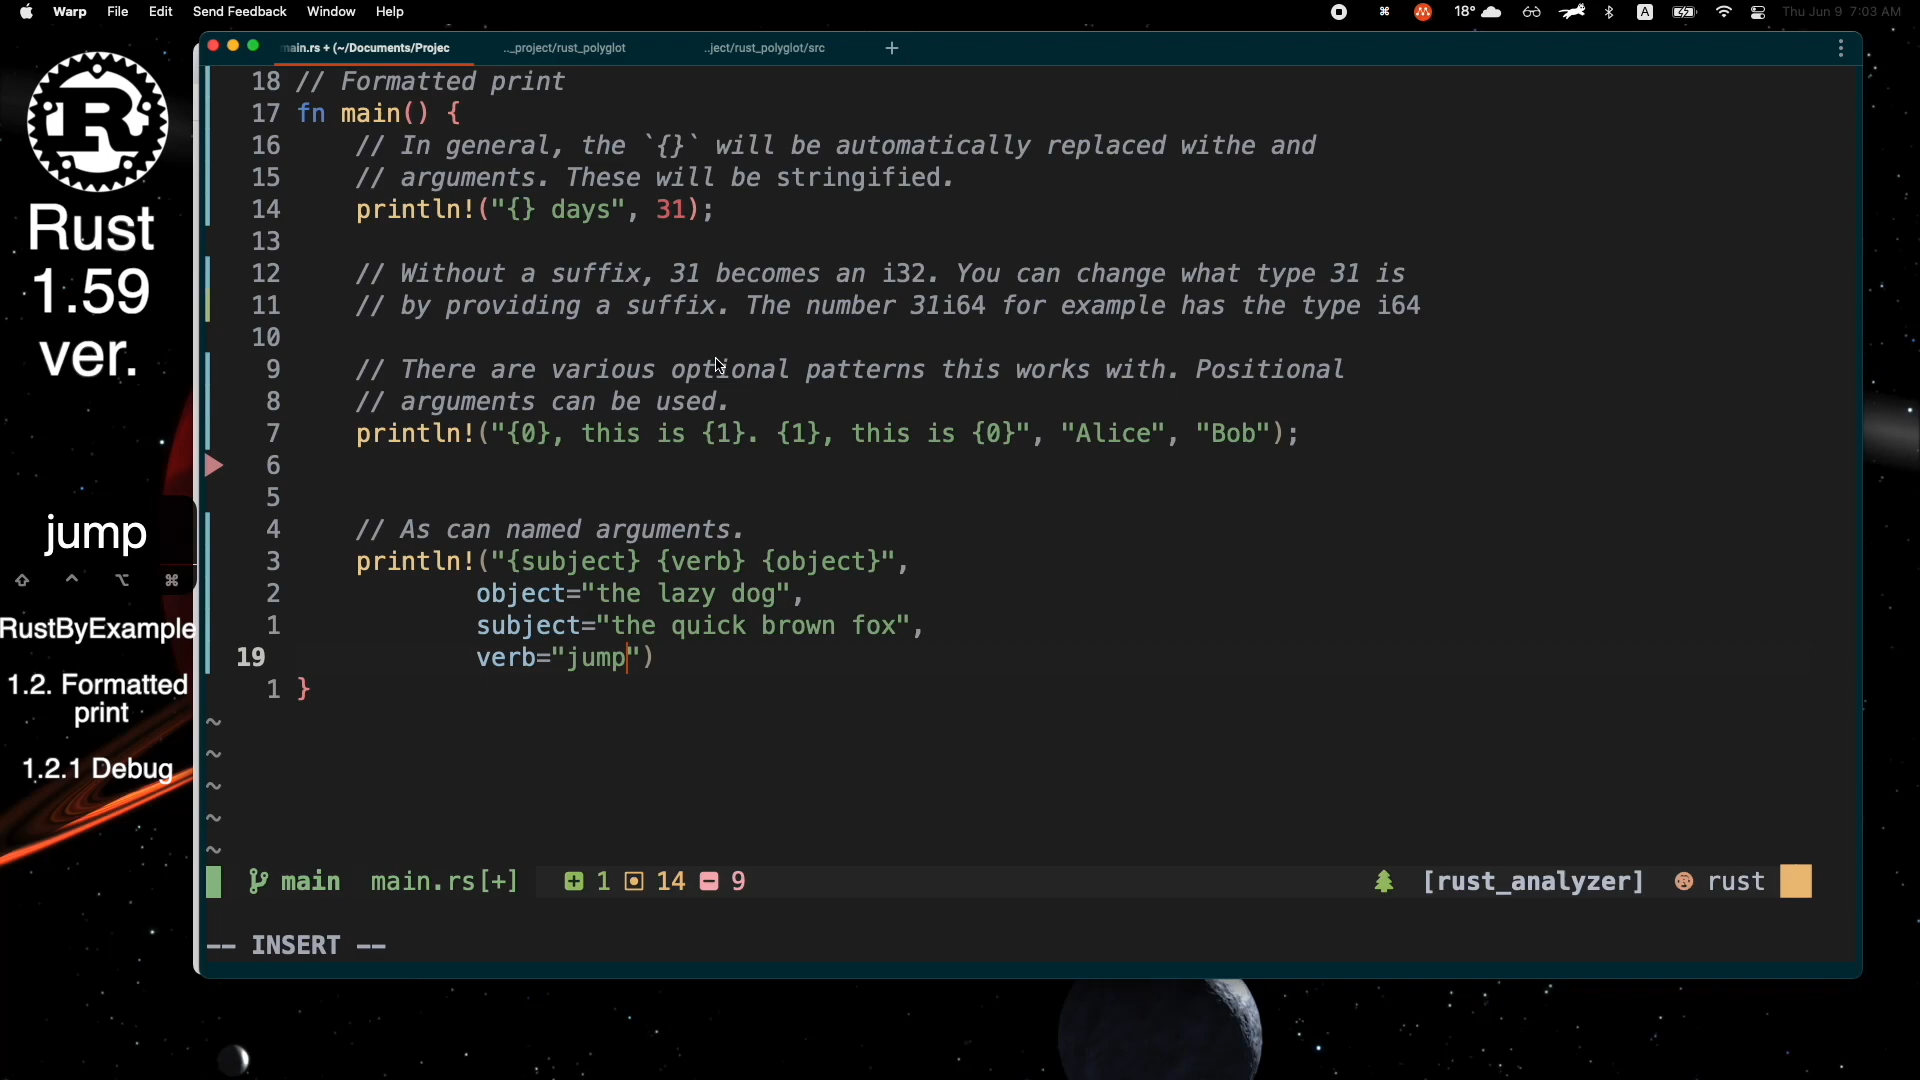 Warp File Edit Send Feedback Window Help
18° A Thu Jun 9 7:03 AM
main.rs + (~/Documents/Projec .._project/rust_polyglot ..ject/rust_polyglot/src +
R
Rust
1.59
ver.
jump
⇧ ⌃ ⌥ ⌘
RustByExample
1.2. Formatted
print
1.2.1 Debug
18 // Formatted print
17 fn main() {
16 // In general, the `{}` will be automatically replaced withe and
15 // arguments. These will be stringified.
14 println!("{} days", 31);
13
12 // Without a suffix, 31 becomes an i32. You can change what type 31 is
11 // by providing a suffix. The number 31i64 for example has the type i64
10
9 // There are various optional patterns this works with. Positional
8 // arguments can be used.
7 println!("{0}, this is {1}. {1}, this is {0}", "Alice", "Bob");
6
5
4 // As can named arguments.
3 println!("{subject} {verb} {object}",
2 object="the lazy dog",
1 subject="the quick brown fox",
19 verb="jump")
1 }
~
~
~
~
~
main main.rs[+] 1 14 9 [rust_analyzer] rust
-- INSERT --